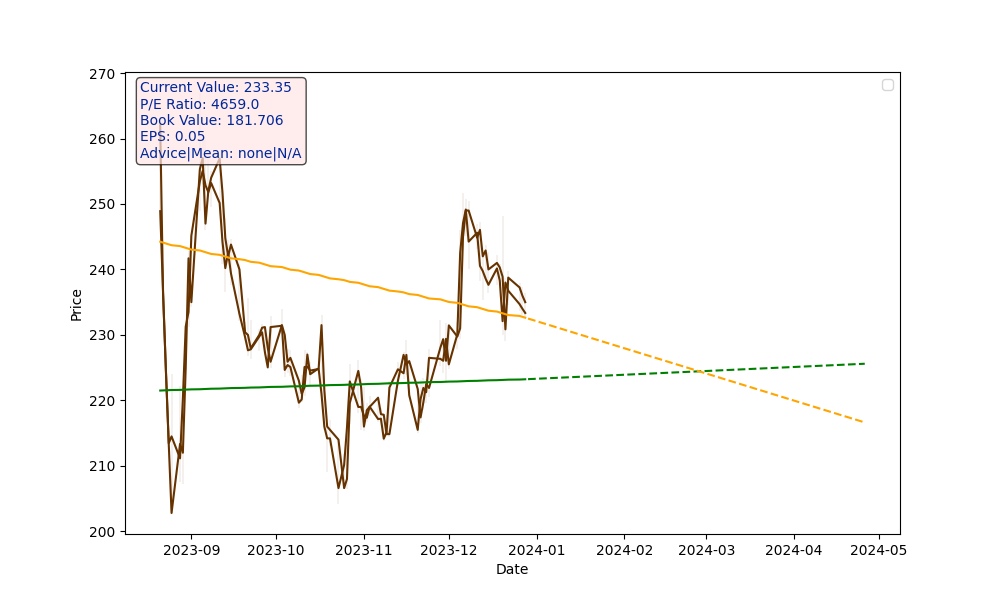 Current Value: 233.35
P/E Ratio: 4659.0
Book Value: 181.706
EPS: 0.05
Advice|Mean: none|N/A
270
260
250
240
230
220
210
200
Price
2023-09 2023-10 2023-11 2023-12 2024-01 2024-02 2024-03 2024-04 2024-05
Date